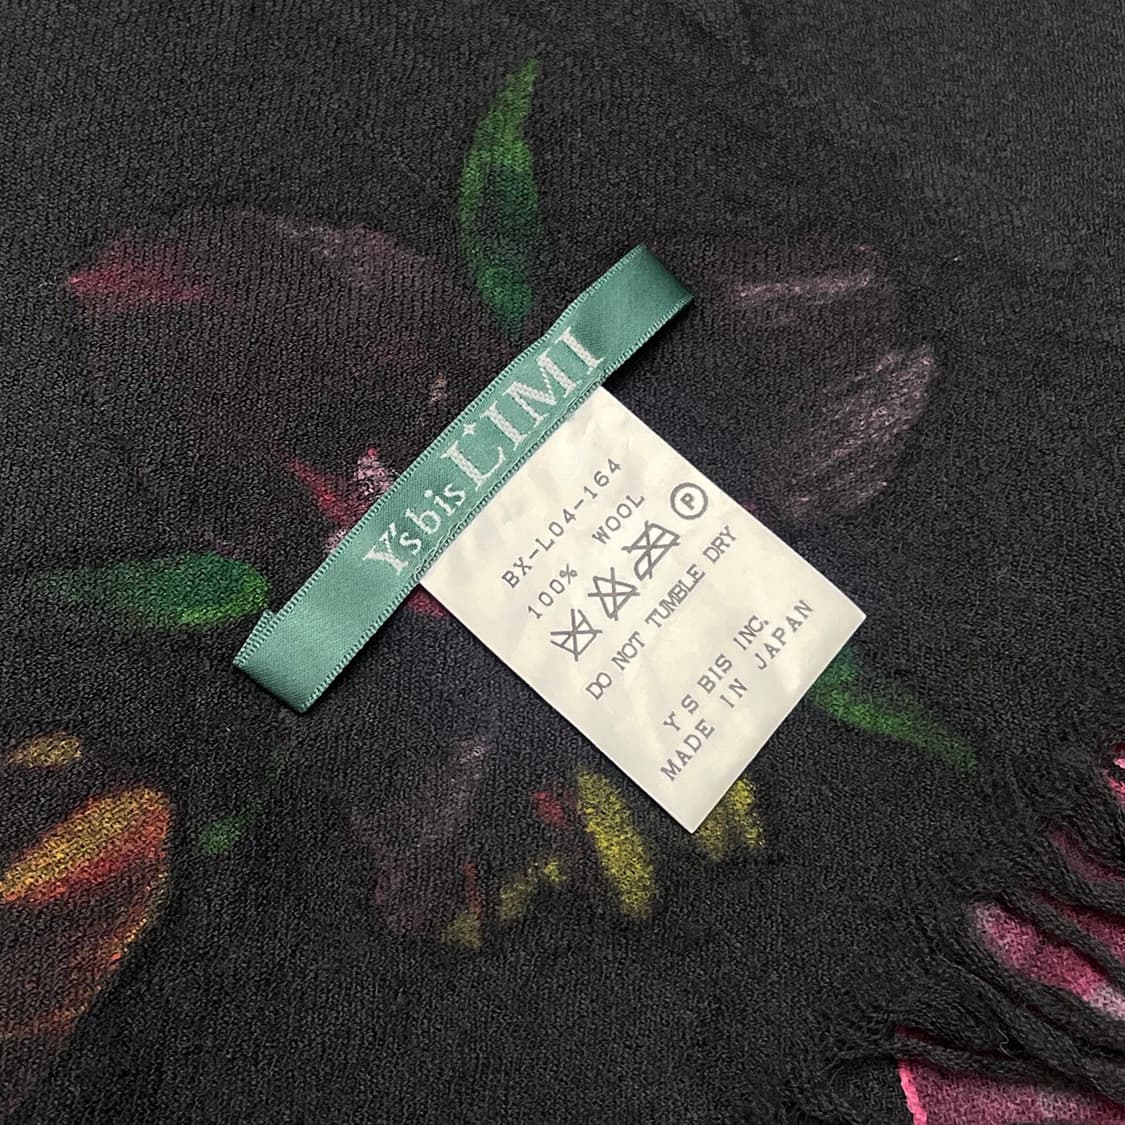 Y's bis LIMI
BX-L04-164
100% WOOL
P
DO NOT TUMBLE DRY
Y'S BIS INC.
MADE IN JAPAN